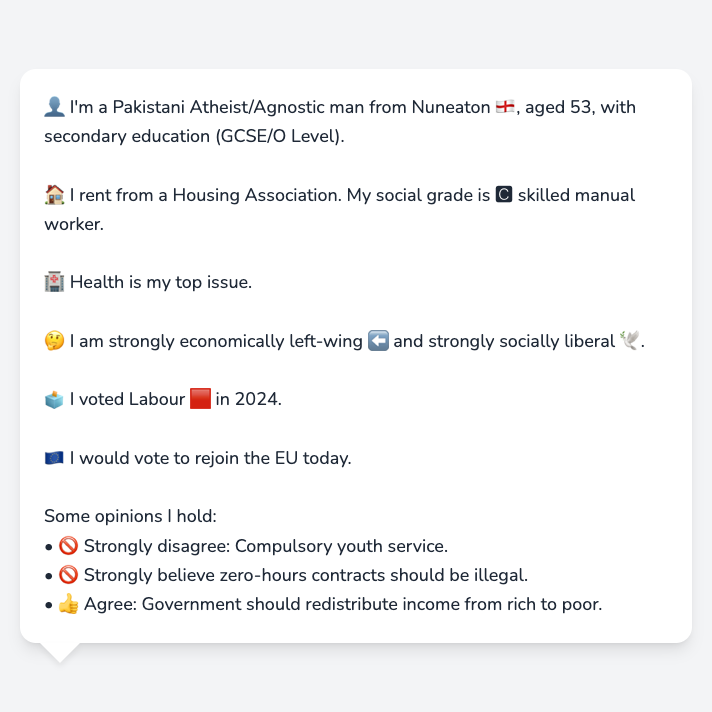 👤 I'm a Pakistani Atheist/Agnostic man from Nuneaton 🏴󠁧󠁢󠁥󠁮󠁧󠁿, aged 53, with
secondary education (GCSE/O Level).
🏠 I rent from a Housing Association. My social grade is 🅲 skilled manual
worker.
🏥 Health is my top issue.
🤔 I am strongly economically left-wing ⬅️ and strongly socially liberal 🕊️.
🗳️ I voted Labour 🟥 in 2024.
🇪🇺 I would vote to rejoin the EU today.
Some opinions I hold:
• 🚫 Strongly disagree: Compulsory youth service.
• 🚫 Strongly believe zero-hours contracts should be illegal.
• 👍 Agree: Government should redistribute income from rich to poor.